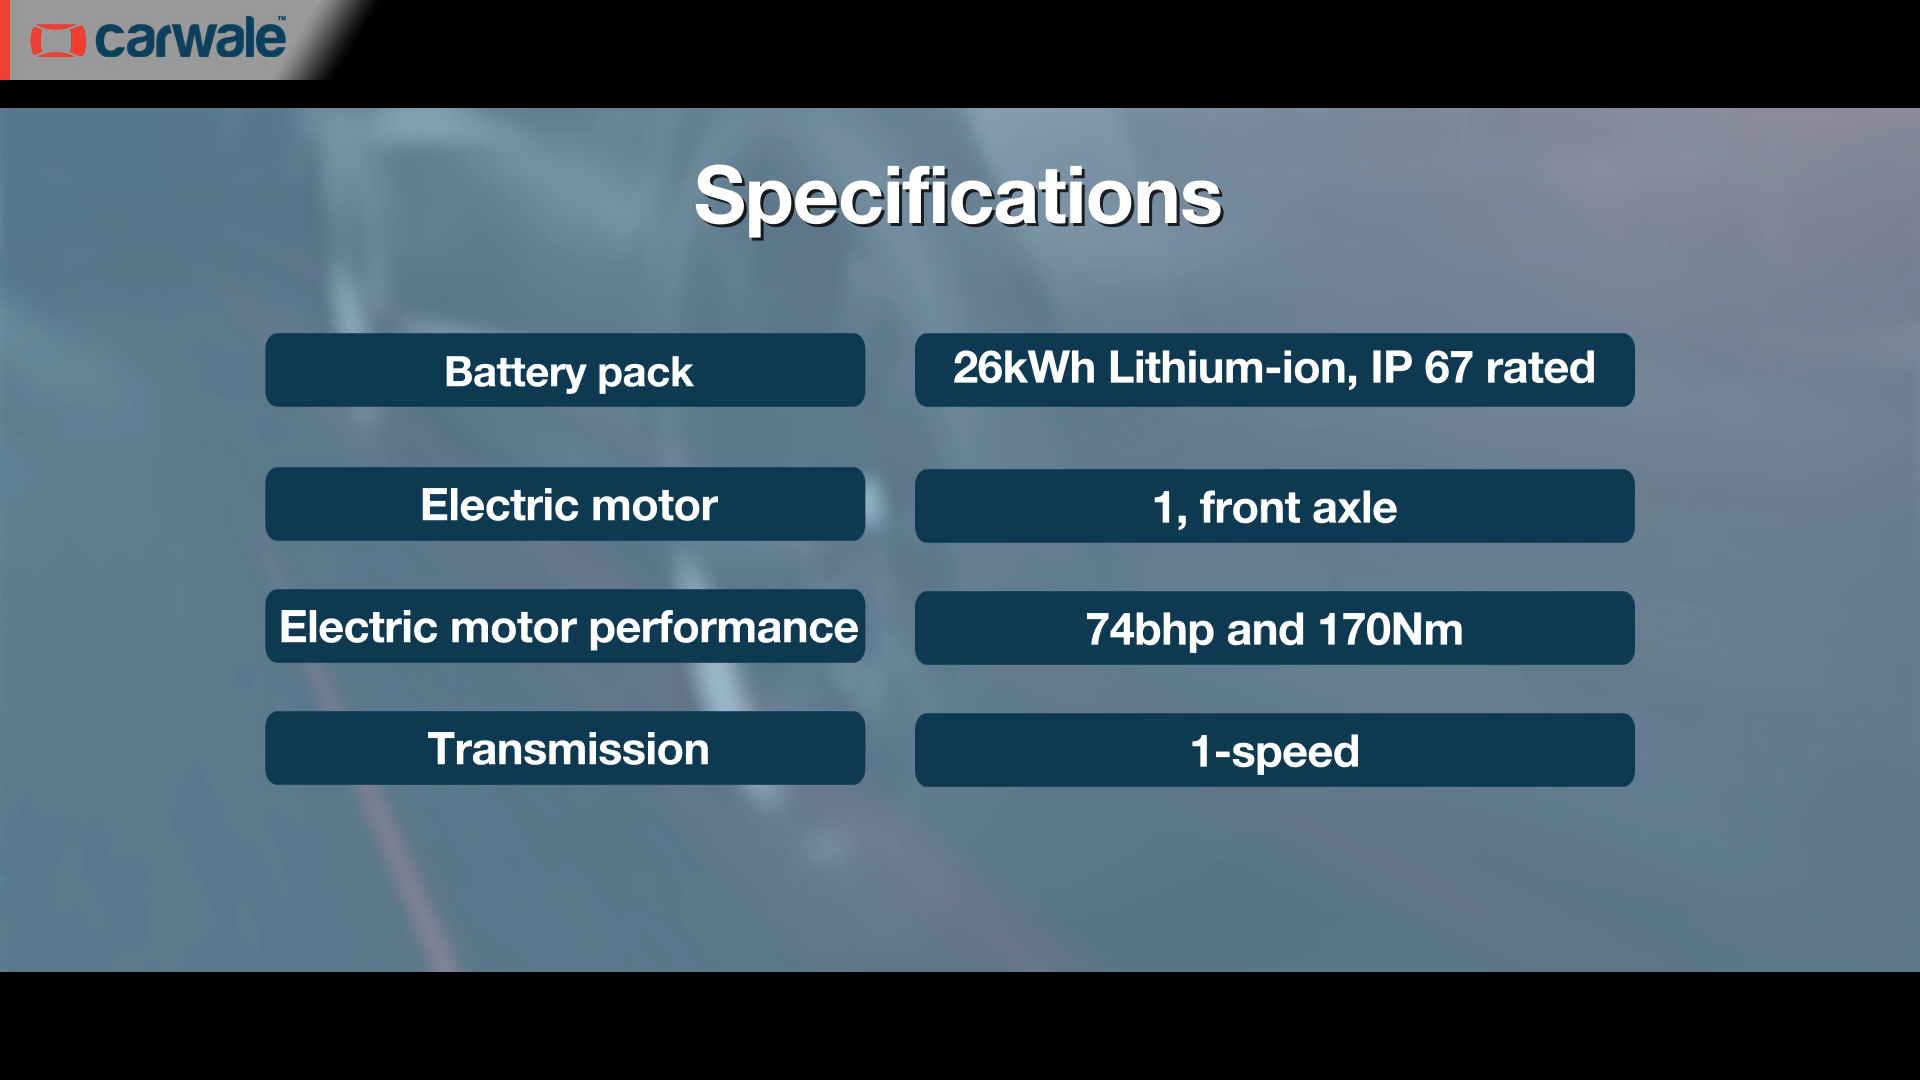 carwale™
Specifications
Battery pack
26kWh Lithium-ion, IP 67 rated
Electric motor
1, front axle
Electric motor performance
74bhp and 170Nm
Transmission
1-speed